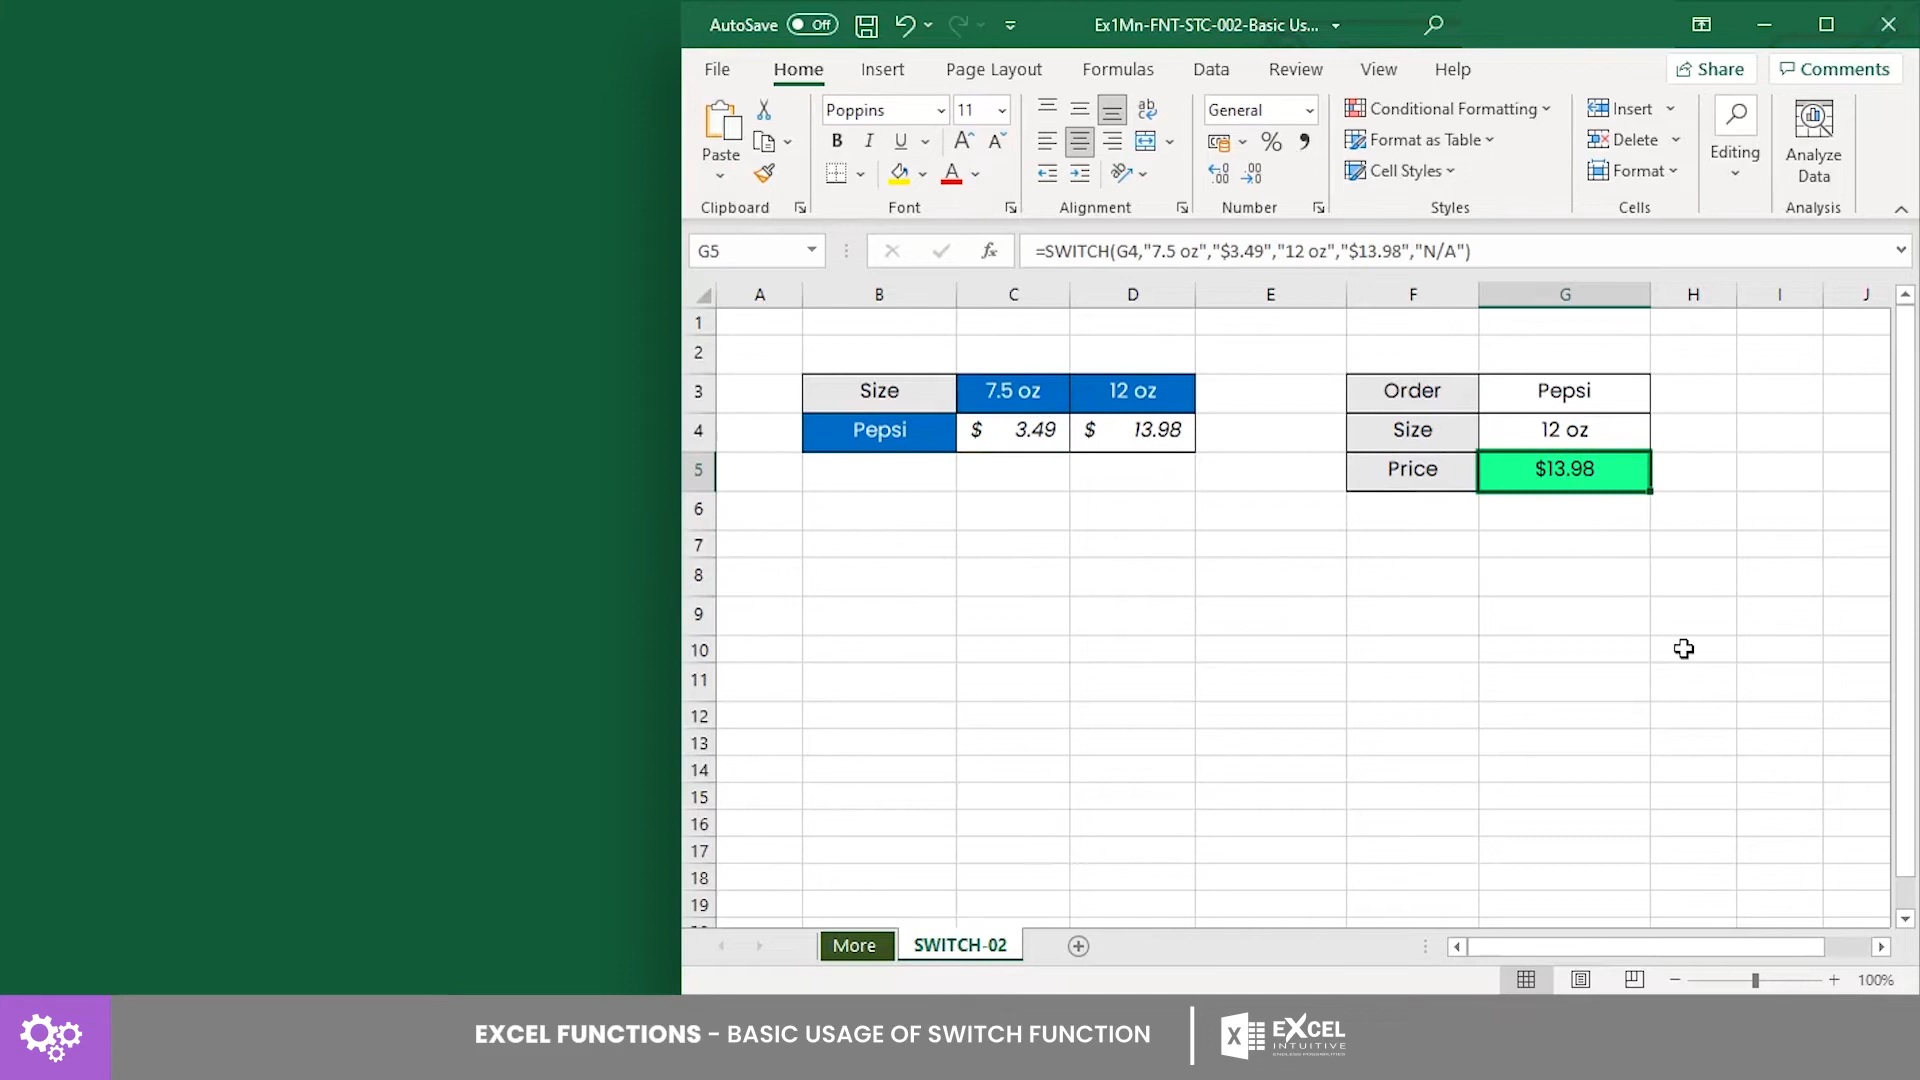 AutoSave Off Ex1Mn-FNT-STC-002-Basic Us...
File Home Insert Page Layout Formulas Data Review View Help Share Comments
Paste
Clipboard
Poppins 11
B I U A A
A
Font
ab
c
Alignment
General
%
Number
Conditional Formatting
Format as Table
Cell Styles
Styles
Insert
Delete
Format
Cells
Editing
Analyze
Data
Analysis
G5 fx =SWITCH(G4,"7.5 oz","$3.49","12 oz","$13.98","N/A")
A B C D E F G H I J
1
2
3 Size 7.5 oz 12 oz Order Pepsi
4 Pepsi $ 3.49 $ 13.98 Size 12 oz
5 Price $13.98
6
7
8
9
10
11
12
13
14
15
16
17
18
19
More SWITCH-02
100%
EXCEL FUNCTIONS - BASIC USAGE OF SWITCH FUNCTION
X EXCEL
INTUITIVE
ENDLESS POSSIBILITIES